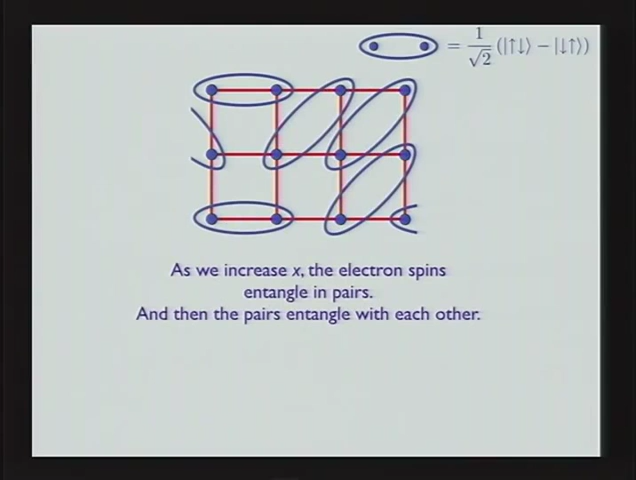 = 1/√2 (|↑↓⟩ − |↓↑⟩)
As we increase x, the electron spins
entangle in pairs.
And then the pairs entangle with each other.